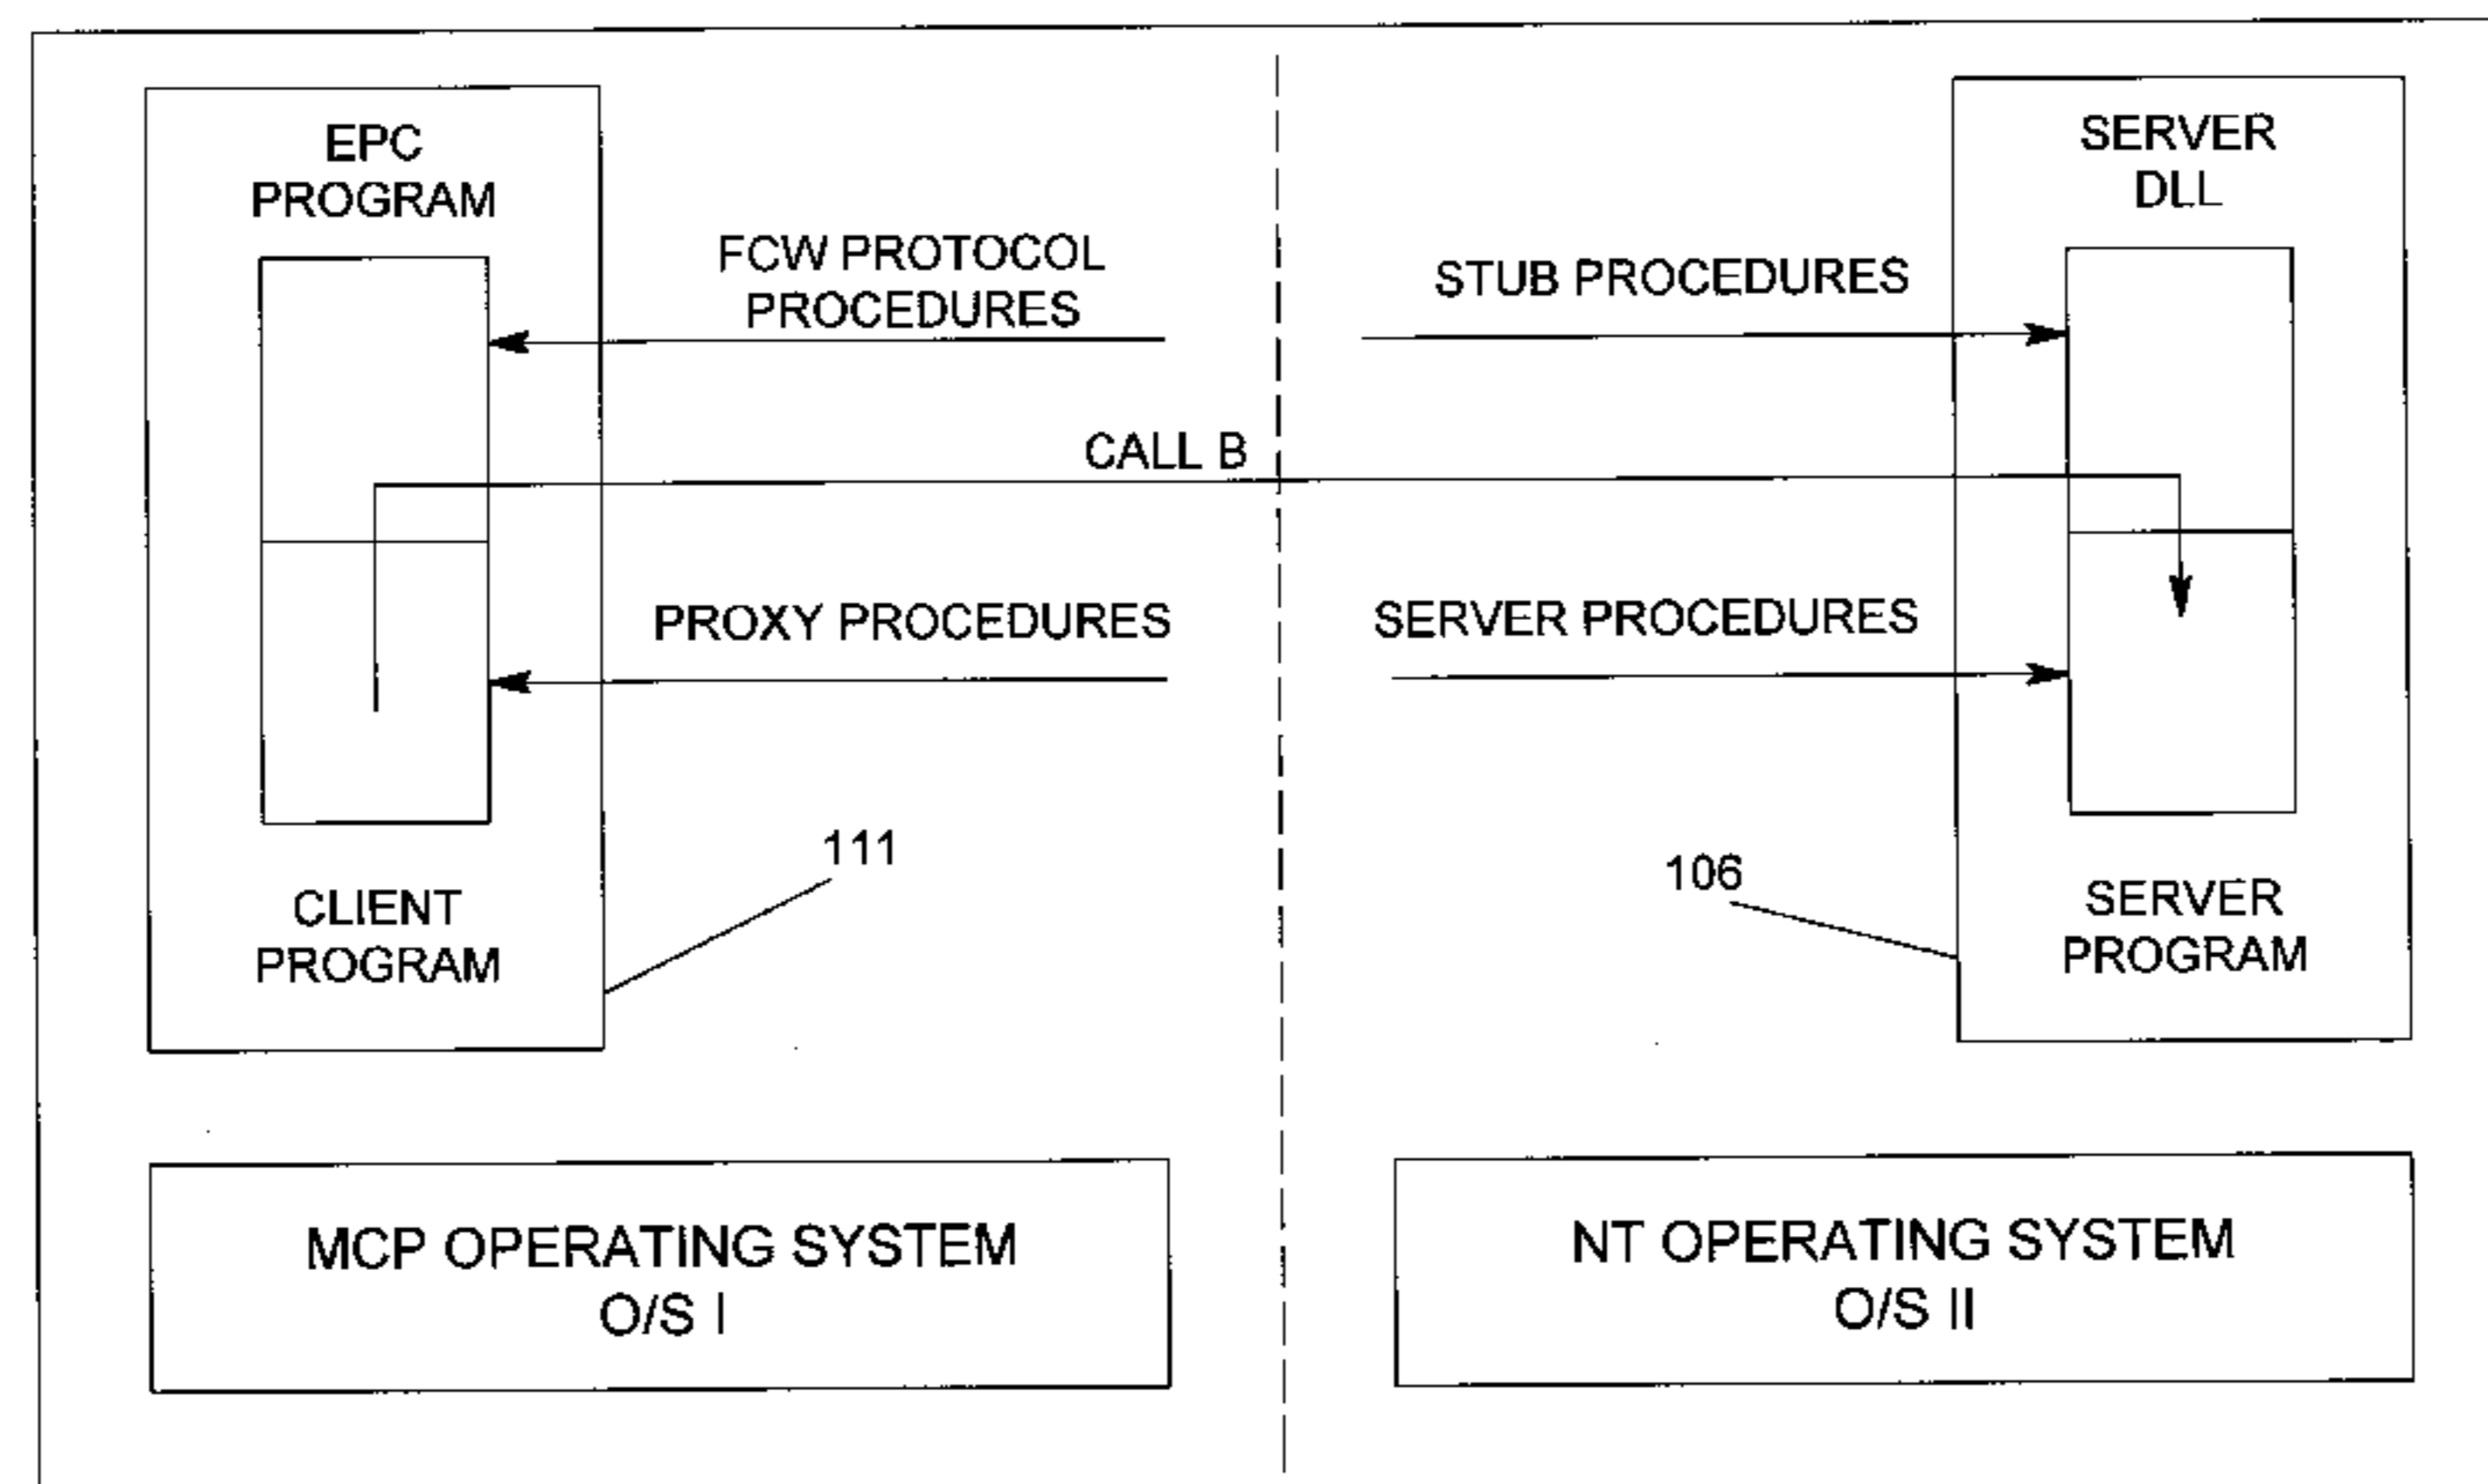 EPC
PROGRAM
SERVER
DLL
FCW PROTOCOL
PROCEDURES
STUB PROCEDURES
CALL B
PROXY PROCEDURES
SERVER PROCEDURES
111
106
CLIENT
PROGRAM
SERVER
PROGRAM
MCP OPERATING SYSTEM
O/S I
NT OPERATING SYSTEM
O/S II